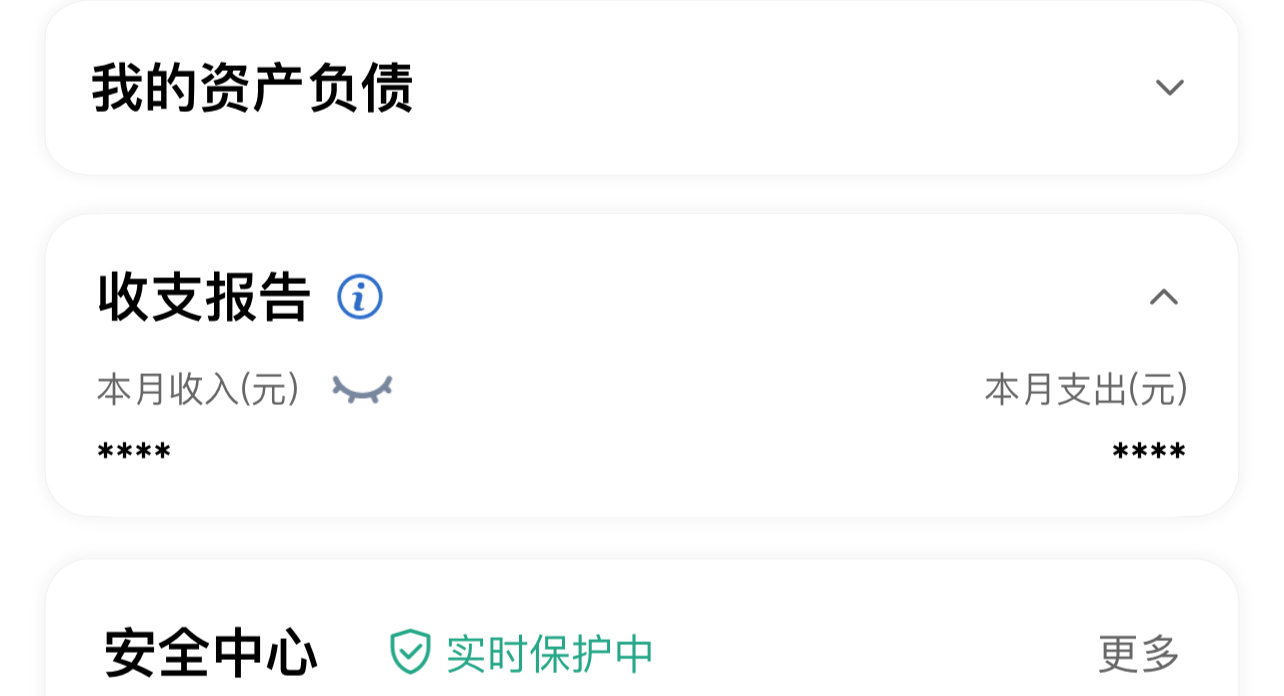 我的资产负债
收支报告
本月收入(元) 本月支出(元)
**** ****
安全中心 实时保护中 更多